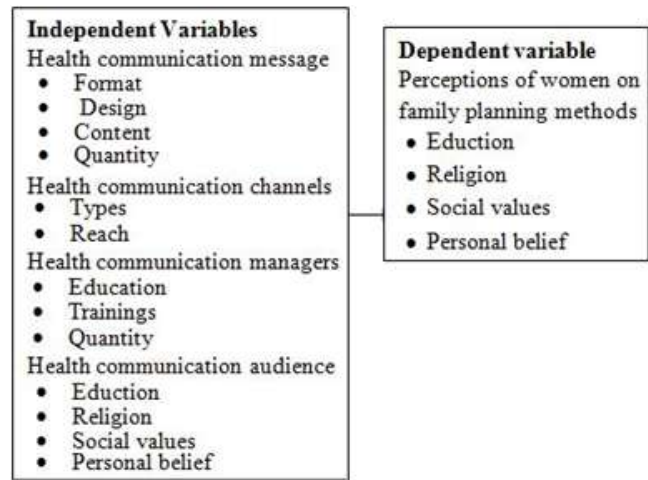 Independent Variables
Health communication message
• Format
• Design
• Content
• Quantity
Health communication channels
• Types
• Reach
Health communication managers
• Education
• Trainings
• Quantity
Health communication audience
• Eduction
• Religion
• Social values
• Personal belief
Dependent variable
Perceptions of women on
family planning methods
• Eduction
• Religion
• Social values
• Personal belief